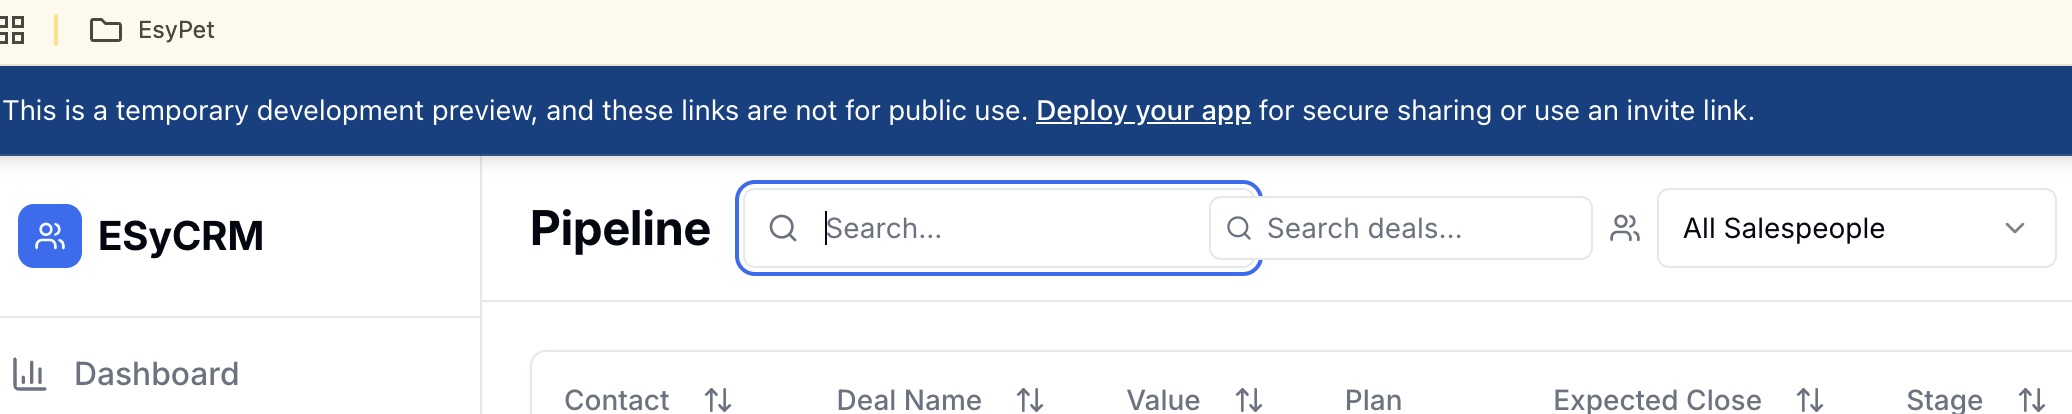 EsyPet
This is a temporary development preview, and these links are not for public use. Deploy your app for secure sharing or use an invite link.
ESyCRM
Pipeline
Search...
Search deals...
All Salespeople
Dashboard
Contact Deal Name Value Plan Expected Close Stage